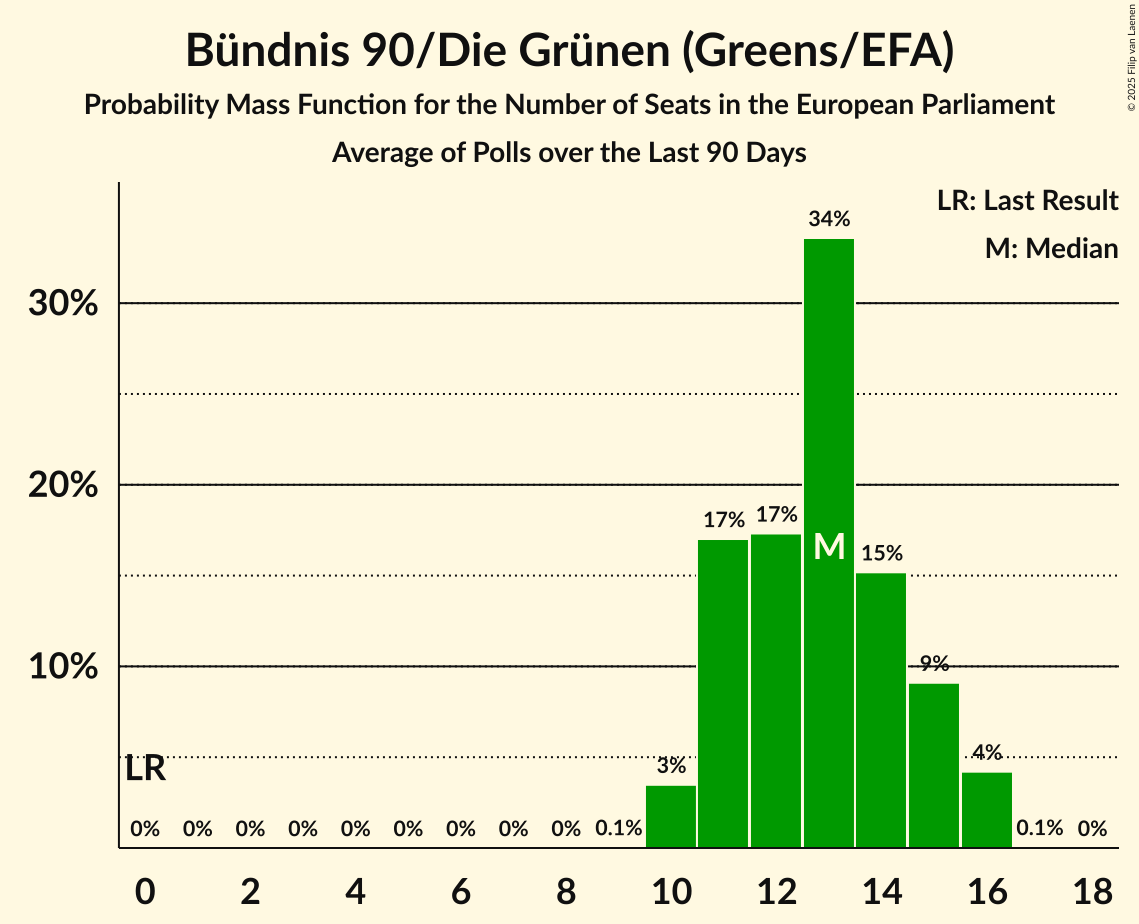 Bündnis 90/Die Grünen (Greens/EFA)
Probability Mass Function for the Number of Seats in the European Parliament
Average of Polls over the Last 90 Days
© 2025 Filip van Laenen
LR: Last Result
M: Median
34%
30%
20%
17% 17%
M
15%
10%
9%
LR
3%
4%
0% 0% 0% 0% 0% 0% 0% 0% 0% 0.1% 0.1% 0%
0 2 4 6 8 10 12 14 16 18